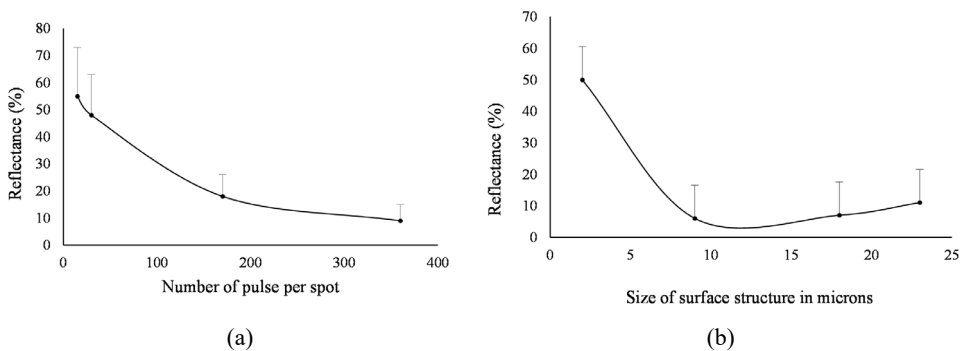 80
70
60
50
40
30
20
10
0
Reflectance (%)
0 100 200 300 400
Number of pulse per spot
(a)
70
60
50
40
30
20
10
0
Reflectance (%)
0 5 10 15 20 25
Size of surface structure in microns
(b)